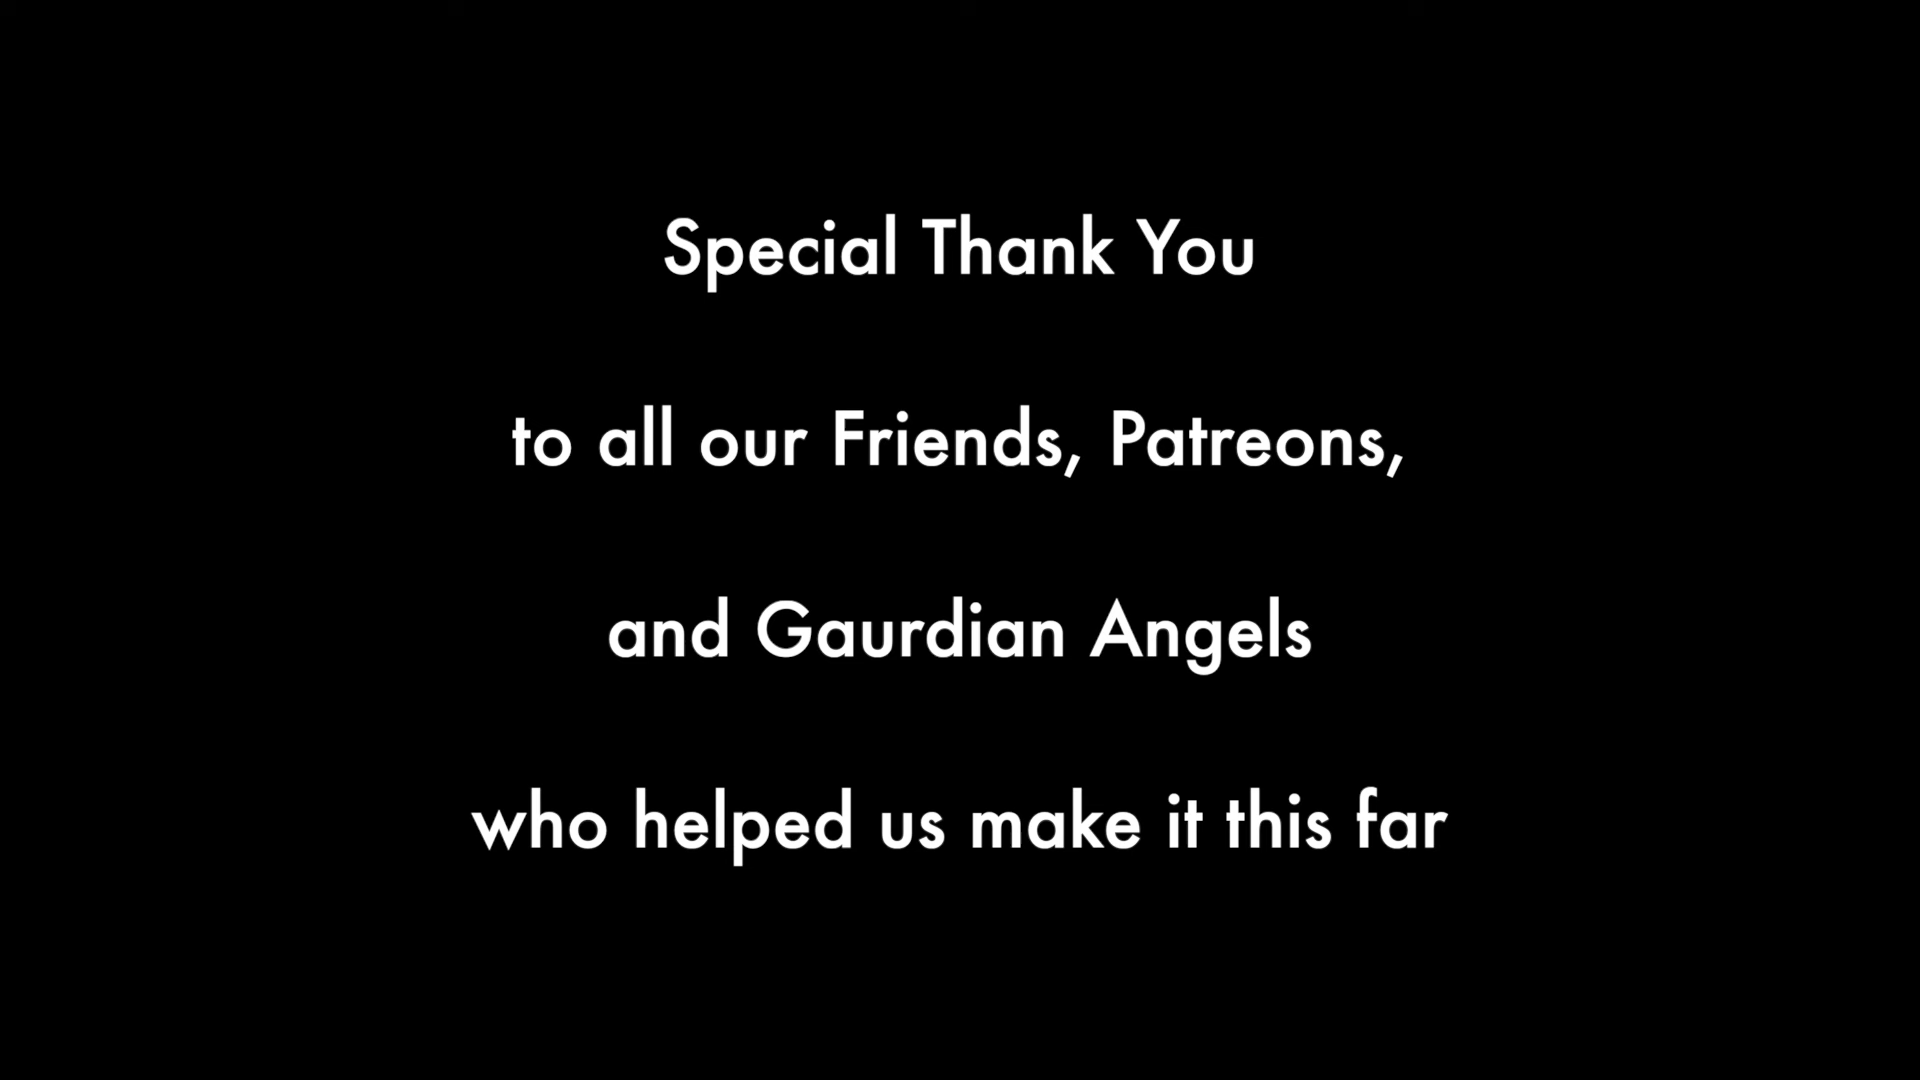 Special Thank You
to all our Friends, Patreons,
and Gaurdian Angels
who helped us make it this far